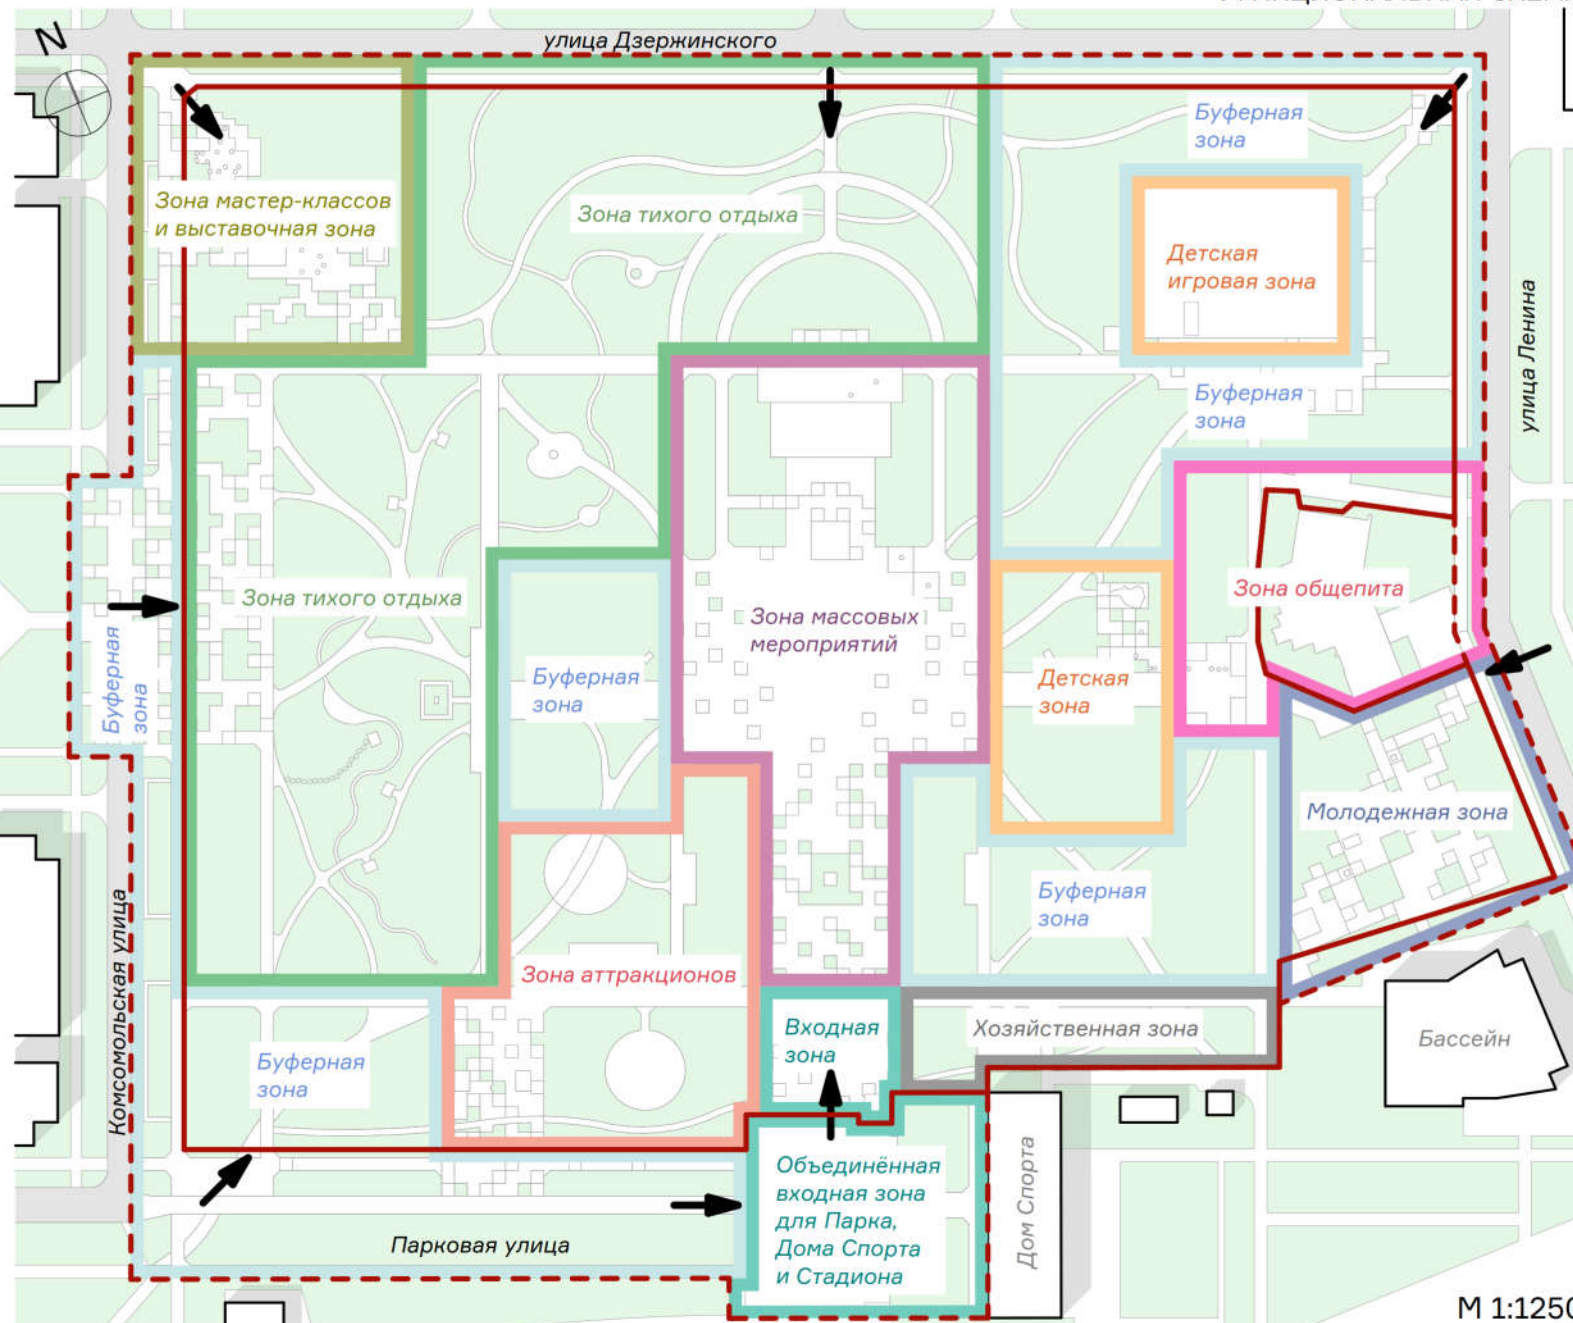 N
улица Дзержинского
Буферная
зона
Зона мастер-классов
и выставочная зона
Зона тихого отдыха
Детская
игровая зона
улица Ленина
Буферная
зона
Зона тихого отдыха
Зона общепита
Зона массовых
мероприятий
Буферная
зона
Буферная
зона
Детская
зона
Молодежная зона
Буферная
зона
Комсомольская улица
Зона аттракционов
Входная
зона
Хозяйственная зона
Бассейн
Буферная
зона
Объединённая
входная зона
для Парка,
Дома Спорта
и Стадиона
Дом Спорта
Парковая улица
М 1:1250